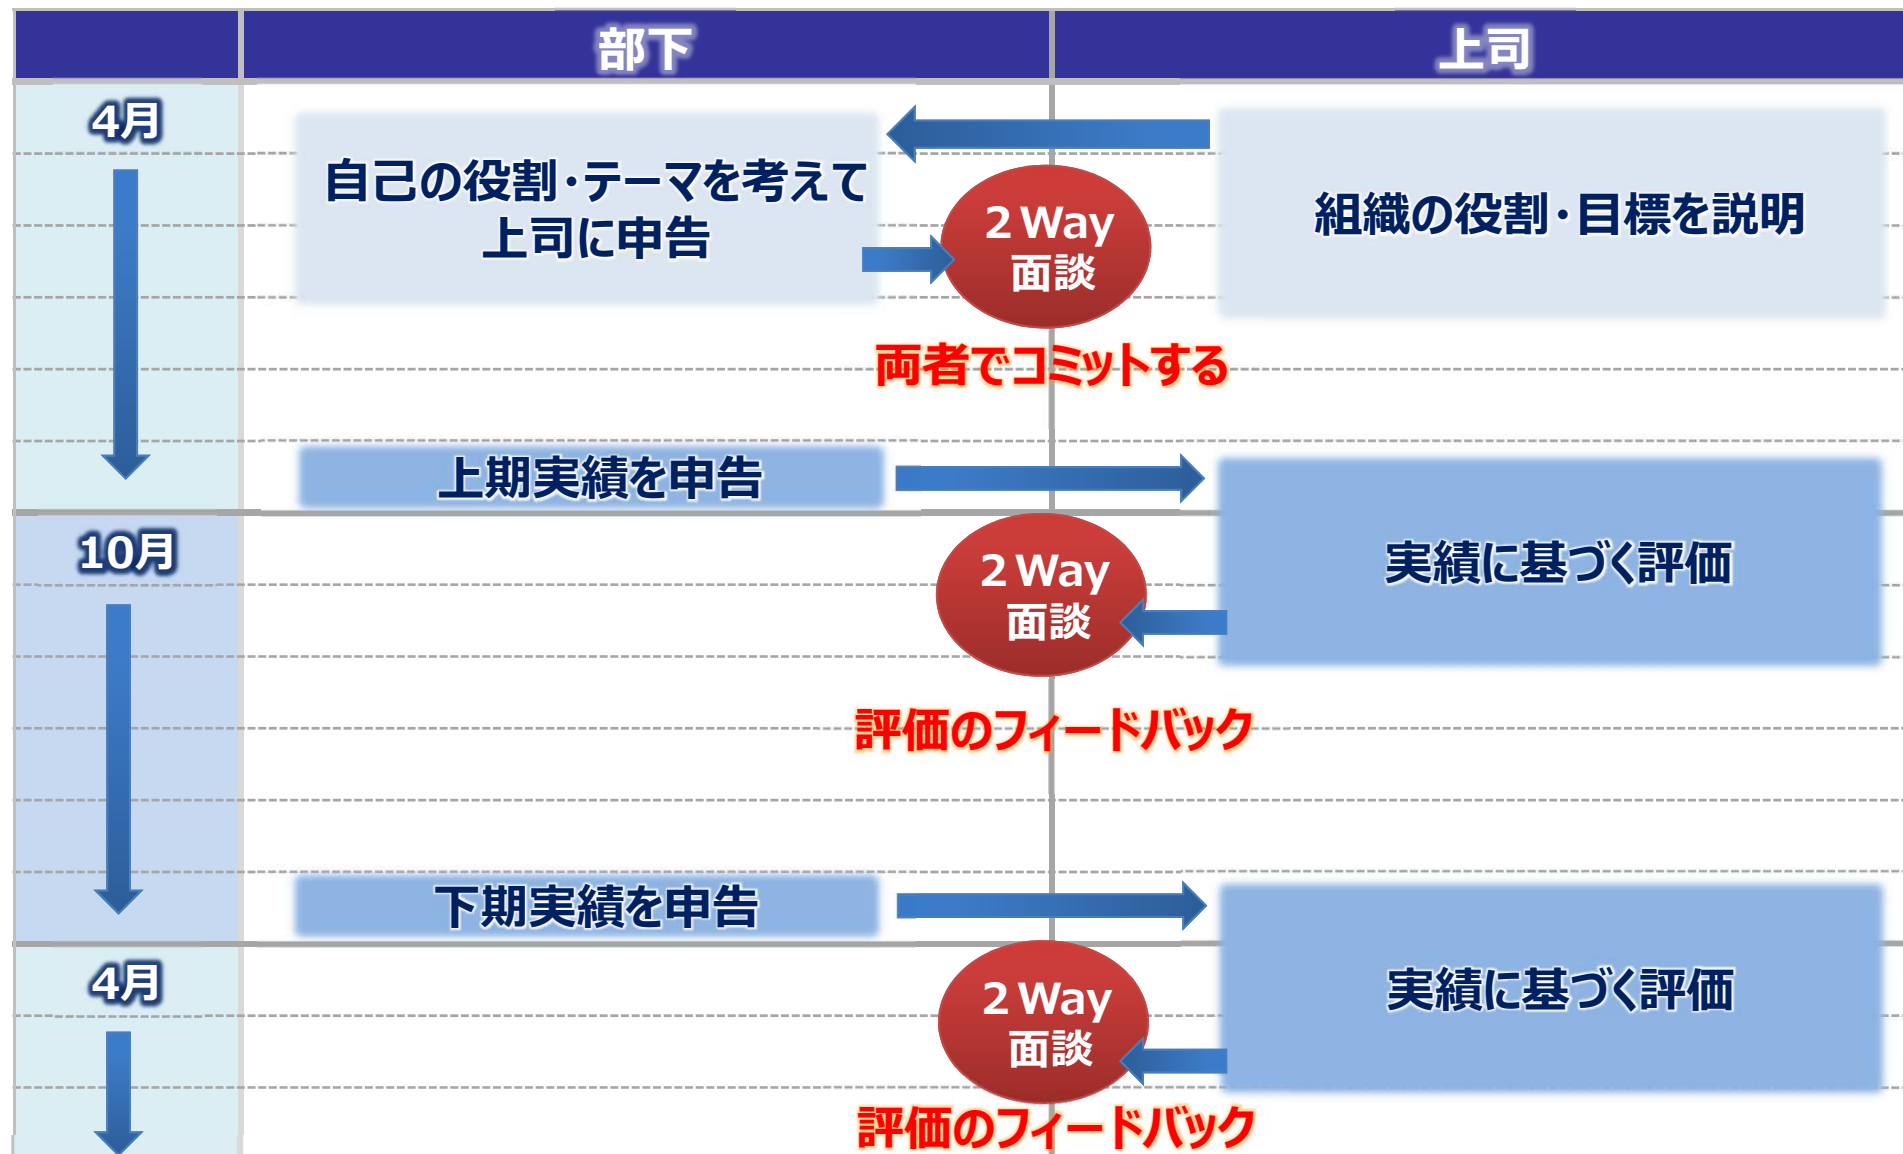 部下
上司
4月
自己の役割・テーマを考えて
上司に申告
2 Way
面談
組織の役割・目標を説明
両者でコミットする
上期実績を申告
10月
2 Way
面談
実績に基づく評価
評価のフィードバック
下期実績を申告
4月
2 Way
面談
実績に基づく評価
評価のフィードバック